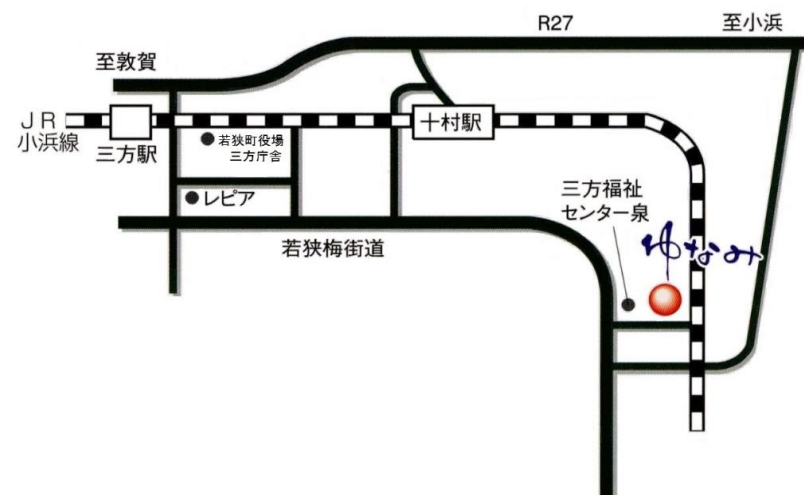 R27
至小浜
至敦賀
JR
小浜線
三方駅
若狭町役場
三方庁舎
十村駅
レピア
三方福祉
センター泉
ゆなみ
若狭梅街道